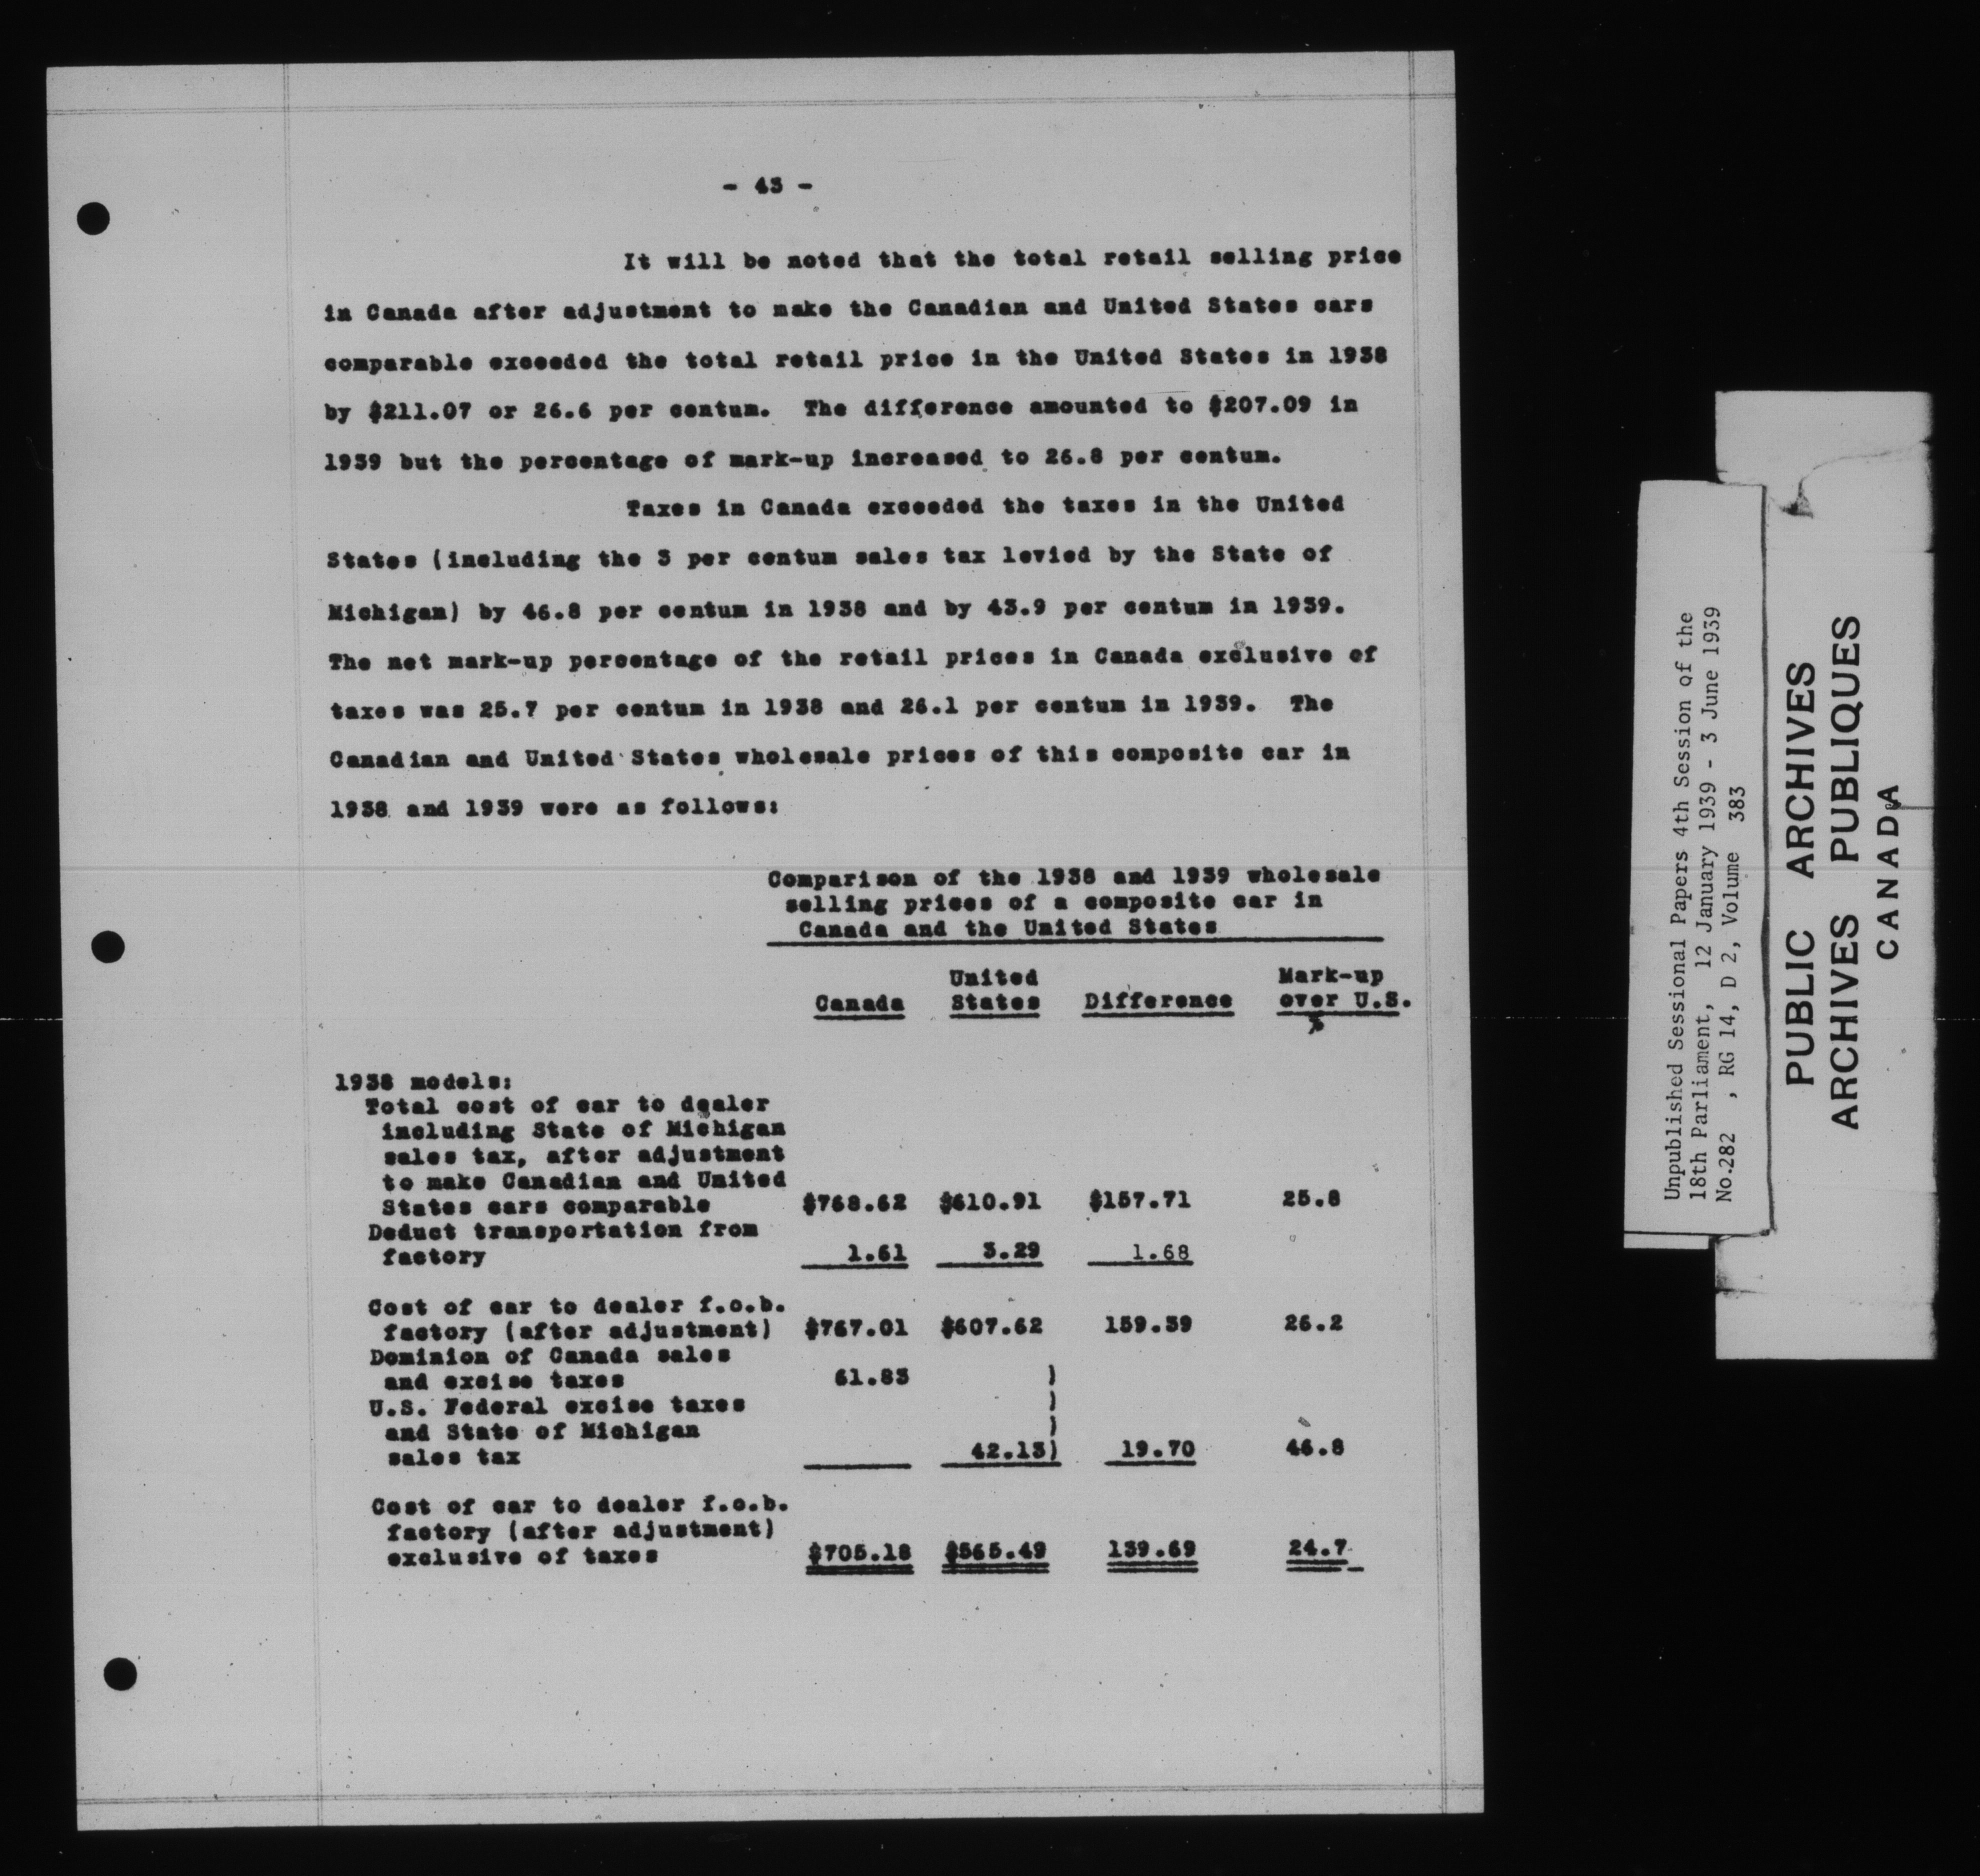 - 43 -
It will be noted that the total retail selling price
in Canada after adjustment to make the Canadian and United States cars
comparable exceeded the total retail price in the United States in 1938
by $211.07 or 26.6 per centum. The difference amounted to $207.09 in
1939 but the percentage of mark-up increased to 26.8 per centum.
Taxes in Canada exceeded the taxes in the United
States (including the 3 per centum sales tax levied by the State of
Michigan) by 46.8 per centum in 1938 and by 43.9 per centum in 1939.
The net mark-up percentage of the retail prices in Canada exclusive of
taxes was 25.7 per centum in 1938 and 26.1 per centum in 1939. The
Canadian and United States wholesale prices of this composite car in
1938 and 1939 were as follows:
Comparison of the 1938 and 1939 wholesale
selling prices of a composite car in
Canada and the United States
United Mark-up
Canada States Difference over U.S.
%
1938 models:
Total cost of car to dealer
including State of Michigan
sales tax, after adjustment
to make Canadian and United
States cars comparable $768.62 $610.91 $157.71 25.8
Deduct transportation from
factory 1.61 3.29 1.68
Cost of car to dealer f.o.b.
factory (after adjustment) $767.01 $607.62 159.39 26.2
Dominion of Canada sales
and excise taxes 61.83 )
U.S. Federal excise taxes )
and State of Michigan )
sales tax 42.13) 19.70 46.8
Cost of car to dealer f.o.b.
factory (after adjustment)
exclusive of taxes $705.18 $565.49 139.69 24.7
Unpublished Sessional Papers 4th Session of the
18th Parliament, 12 January 1939 - 3 June 1939
No.282 , RG 14, D 2, Volume 383
PUBLIC ARCHIVES
ARCHIVES PUBLIQUES
CANADA